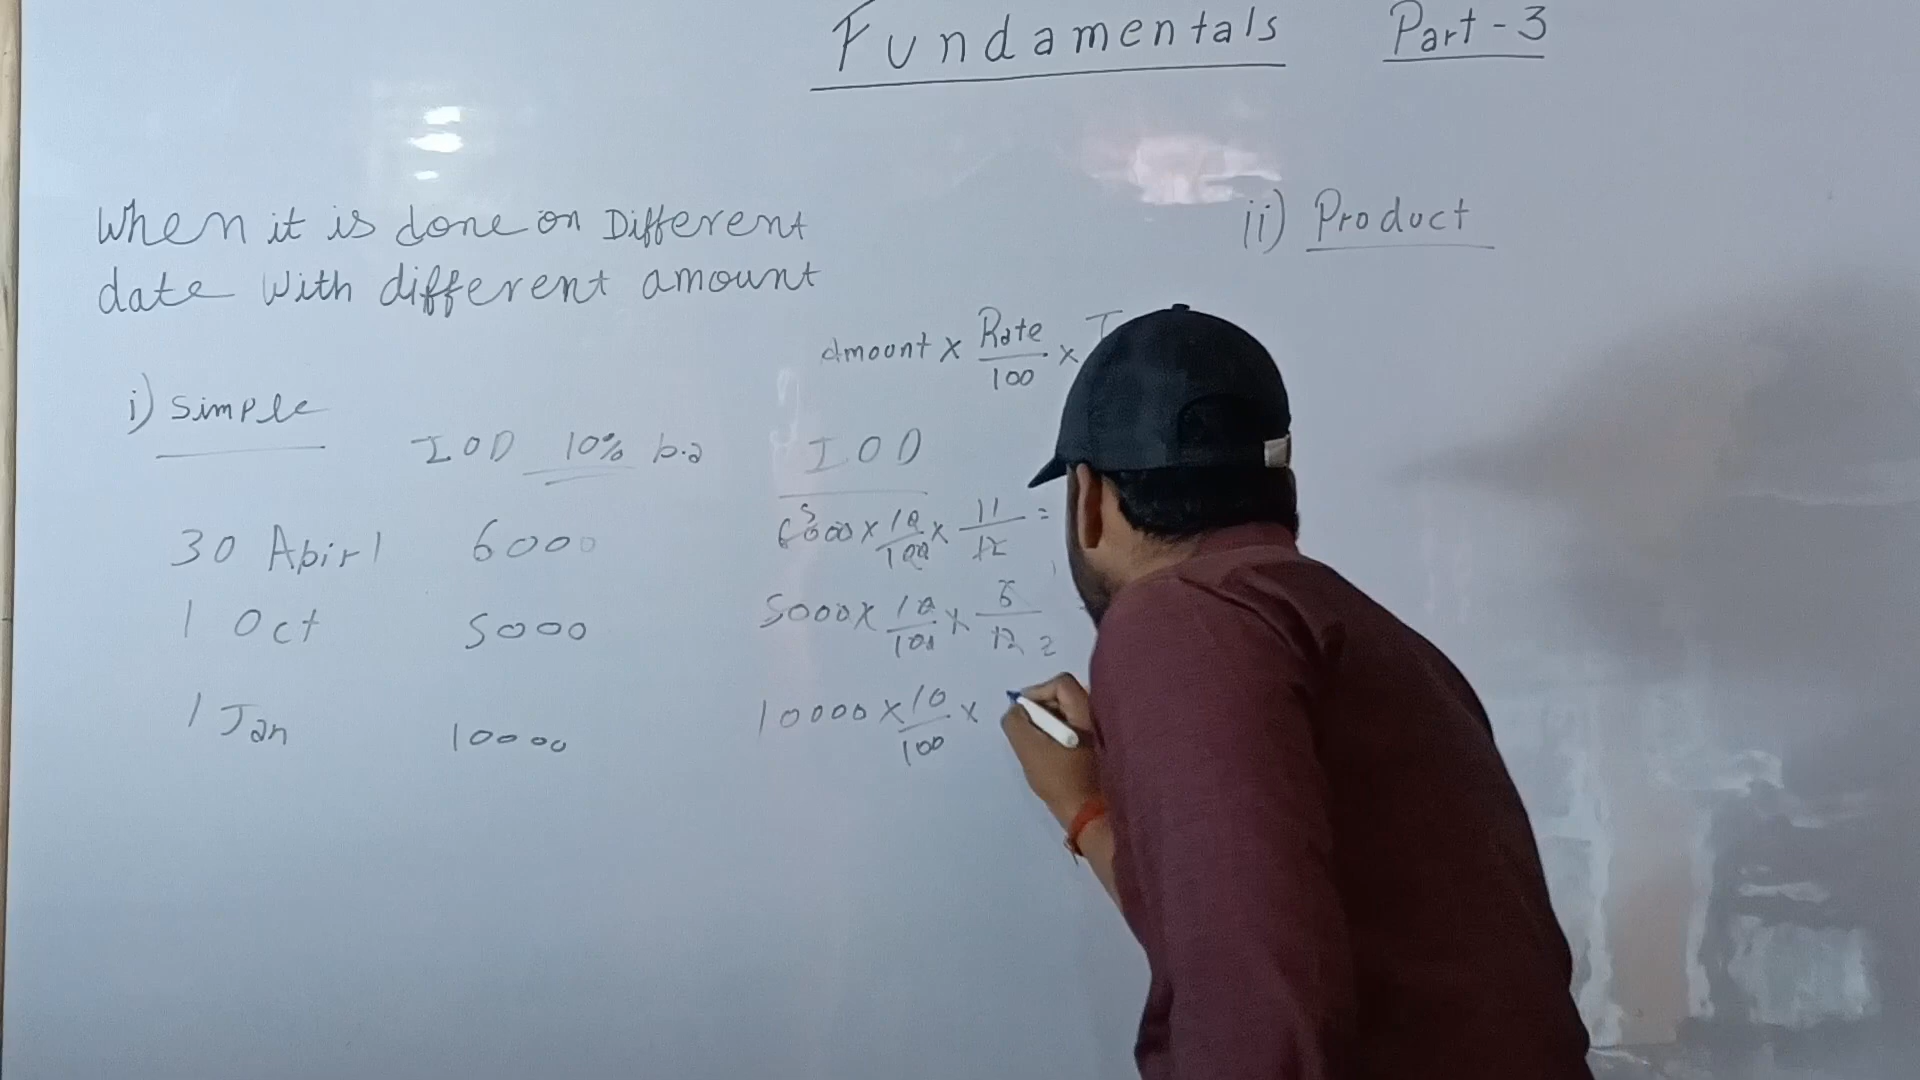 Fundamentals Part-3
When it is done on Different
date with different amount
ii) Product
Amount × Rate/100 × T
i) Simple
IOD 10% p.a
IOD
30 Apirl 6000 6000 × 10/100 × 11/12 =
1 Oct 5000 5000 × 10/100 × 6/12 2
1 Jan 10000 10000 × 10/100 ×